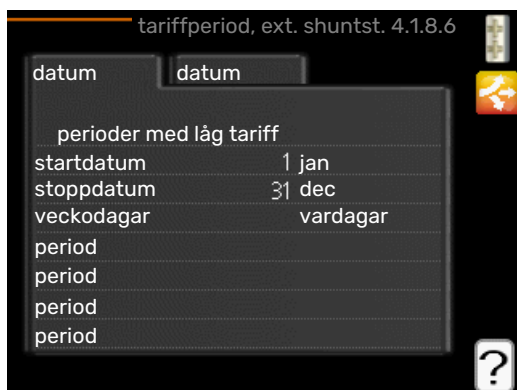 tariffperiod, ext. shuntst. 4.1.8.6
datum datum
perioder med låg tariff
startdatum 1 jan
stoppdatum 31 dec
veckodagar vardagar
period
period
period
period
?